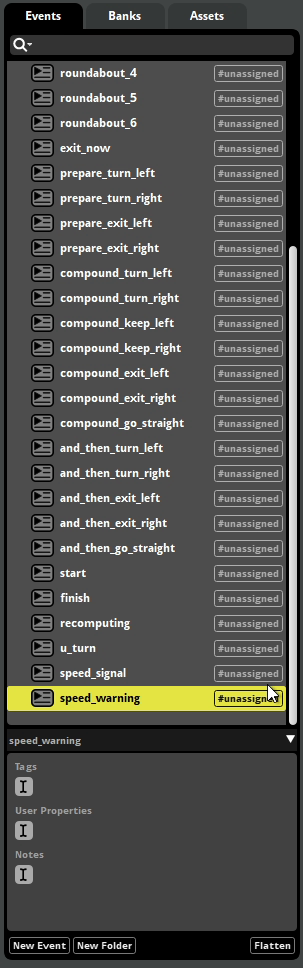 Events Banks Assets
roundabout_4 #unassigned
roundabout_5 #unassigned
roundabout_6 #unassigned
exit_now #unassigned
prepare_turn_left #unassigned
prepare_turn_right #unassigned
prepare_exit_left #unassigned
prepare_exit_right #unassigned
compound_turn_left #unassigned
compound_turn_right #unassigned
compound_keep_left #unassigned
compound_keep_right #unassigned
compound_exit_left #unassigned
compound_exit_right #unassigned
compound_go_straight #unassigned
and_then_turn_left #unassigned
and_then_turn_right #unassigned
and_then_exit_left #unassigned
and_then_exit_right #unassigned
and_then_go_straight #unassigned
start #unassigned
finish #unassigned
recomputing #unassigned
u_turn #unassigned
speed_signal #unassigned
speed_warning #unassigned
speed_warning
Tags
User Properties
Notes
New Event New Folder Flatten